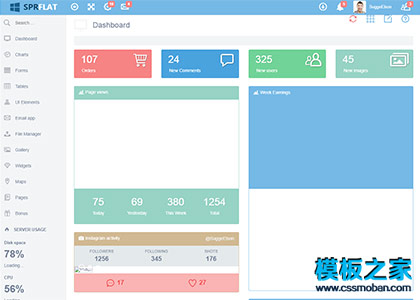 SPRFLAT
SuggeElson
Search ...
Dashboard
Dashboard
Charts
Forms
Tables
UI Elements
Email app
File Manager
Gallery
Widgets
Maps
Pages
Bonus
SERVER USAGE
Disk space
78%
Loading...
CPU
56%
Loading...
107
Orders
24
New Comments
325
New users
45
New images
Page views
75
Today
69
Yesterday
380
This Week
1254
Total
Week Earnings
Instagram activity
@SuggeElson
FOLLOWERS
1256
FOLLOWING
345
SHOTS
176
17
27
模板之家
www.cssmoban.com